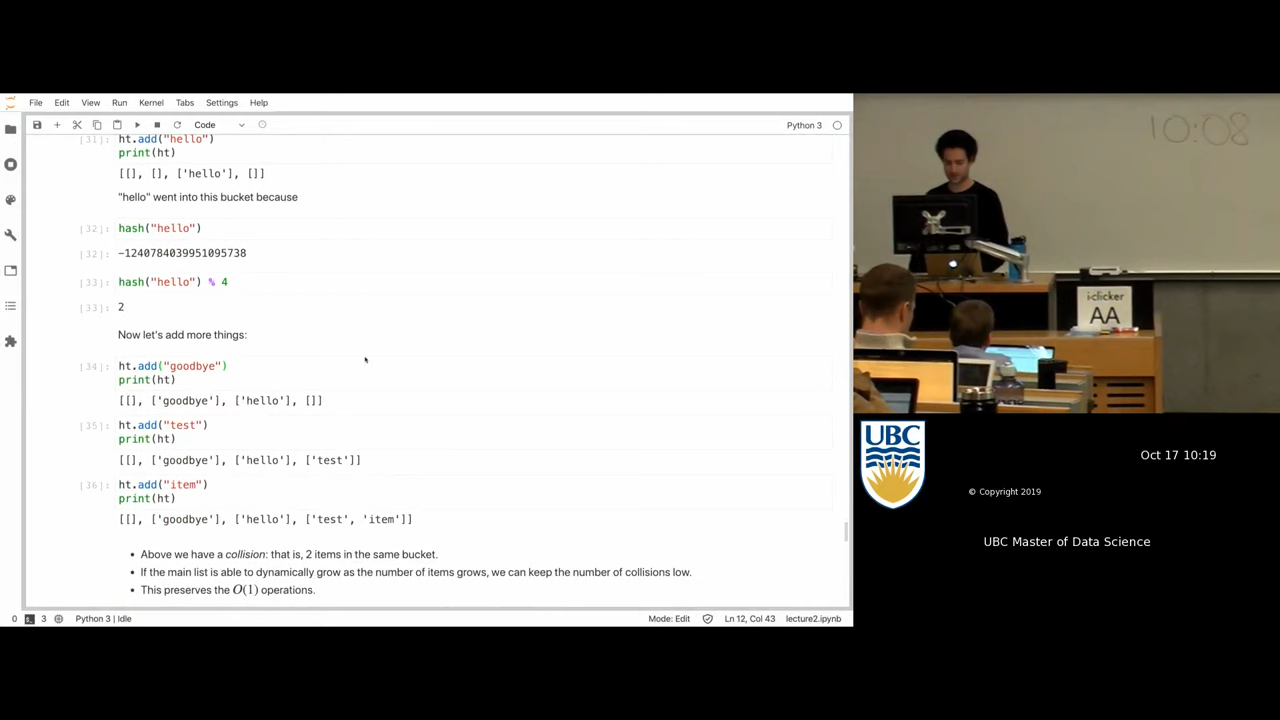 File Edit View Run Kernel Tabs Settings Help
Code
Python 3
[31]: ht.add("hello")
print(ht)
[[], [], ['hello'], []]
"hello" went into this bucket because
[32]: hash("hello")
[32]: -1240784039951095738
[33]: hash("hello") % 4
[33]: 2
Now let's add more things:
[34]: ht.add("goodbye")
print(ht)
[[], ['goodbye'], ['hello'], []]
[35]: ht.add("test")
print(ht)
[[], ['goodbye'], ['hello'], ['test']]
[36]: ht.add("item")
print(ht)
[[], ['goodbye'], ['hello'], ['test', 'item']]
• Above we have a collision: that is, 2 items in the same bucket.
• If the main list is able to dynamically grow as the number of items grows, we can keep the number of collisions low.
• This preserves the O(1) operations.
0 3 Python 3 | Idle Mode: Edit Ln 12, Col 43 lecture2.ipynb
10:08
i>clicker
AA
UBC
Oct 17 10:19
© Copyright 2019
UBC Master of Data Science